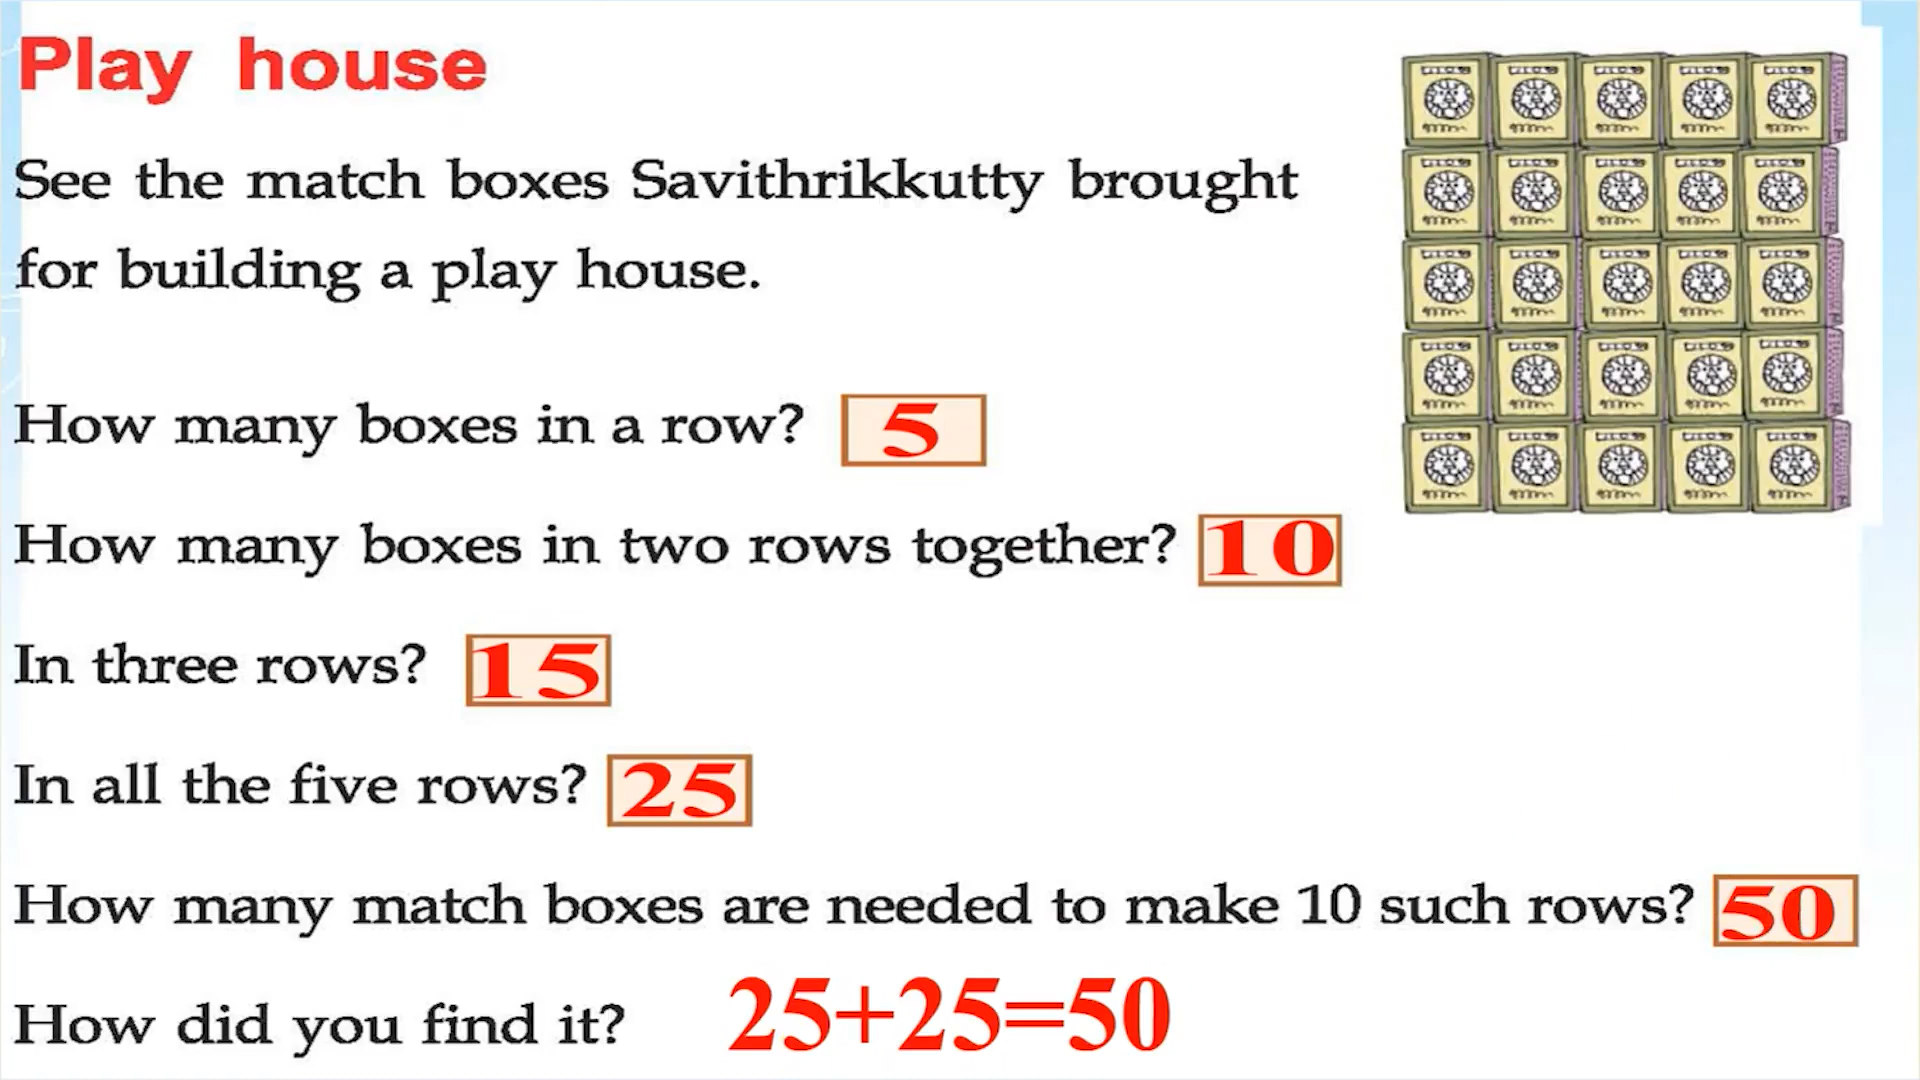 Play house
See the match boxes Savithrikkutty brought
for building a play house.
How many boxes in a row? 5
How many boxes in two rows together? 10
In three rows? 15
In all the five rows? 25
How many match boxes are needed to make 10 such rows? 50
How did you find it? 25+25=50